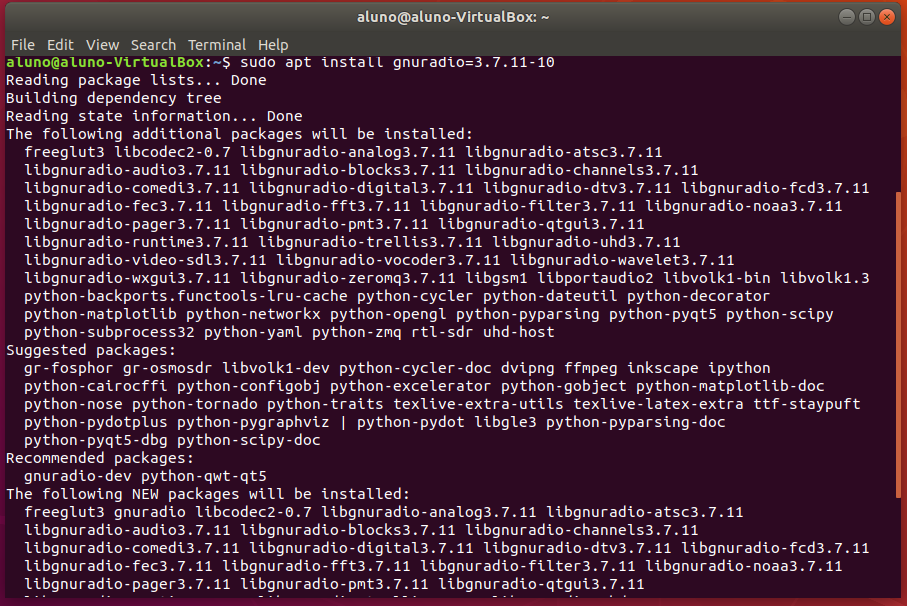 aluno@aluno-VirtualBox: ~
File Edit View Search Terminal Help
aluno@aluno-VirtualBox:~$ sudo apt install gnuradio=3.7.11-10
Reading package lists... Done
Building dependency tree
Reading state information... Done
The following additional packages will be installed:
freeglut3 libcodec2-0.7 libgnuradio-analog3.7.11 libgnuradio-atsc3.7.11
libgnuradio-audio3.7.11 libgnuradio-blocks3.7.11 libgnuradio-channels3.7.11
libgnuradio-comedi3.7.11 libgnuradio-digital3.7.11 libgnuradio-dtv3.7.11 libgnuradio-fcd3.7.11
libgnuradio-fec3.7.11 libgnuradio-fft3.7.11 libgnuradio-filter3.7.11 libgnuradio-noaa3.7.11
libgnuradio-pager3.7.11 libgnuradio-pmt3.7.11 libgnuradio-qtgui3.7.11
libgnuradio-runtime3.7.11 libgnuradio-trellis3.7.11 libgnuradio-uhd3.7.11
libgnuradio-video-sdl3.7.11 libgnuradio-vocoder3.7.11 libgnuradio-wavelet3.7.11
libgnuradio-wxgui3.7.11 libgnuradio-zeromq3.7.11 libgsm1 libportaudio2 libvolk1-bin libvolk1.3
python-backports.functools-lru-cache python-cycler python-dateutil python-decorator
python-matplotlib python-networkx python-opengl python-pyparsing python-pyqt5 python-scipy
python-subprocess32 python-yaml python-zmq rtl-sdr uhd-host
Suggested packages:
gr-fosphor gr-osmosdr libvolk1-dev python-cycler-doc dvipng ffmpeg inkscape ipython
python-cairocffi python-configobj python-excelerator python-gobject python-matplotlib-doc
python-nose python-tornado python-traits texlive-extra-utils texlive-latex-extra ttf-staypuft
python-pydotplus python-pygraphviz | python-pydot libgle3 python-pyparsing-doc
python-pyqt5-dbg python-scipy-doc
Recommended packages:
gnuradio-dev python-qwt-qt5
The following NEW packages will be installed:
freeglut3 gnuradio libcodec2-0.7 libgnuradio-analog3.7.11 libgnuradio-atsc3.7.11
libgnuradio-audio3.7.11 libgnuradio-blocks3.7.11 libgnuradio-channels3.7.11
libgnuradio-comedi3.7.11 libgnuradio-digital3.7.11 libgnuradio-dtv3.7.11 libgnuradio-fcd3.7.11
libgnuradio-fec3.7.11 libgnuradio-fft3.7.11 libgnuradio-filter3.7.11 libgnuradio-noaa3.7.11
libgnuradio-pager3.7.11 libgnuradio-pmt3.7.11 libgnuradio-qtgui3.7.11